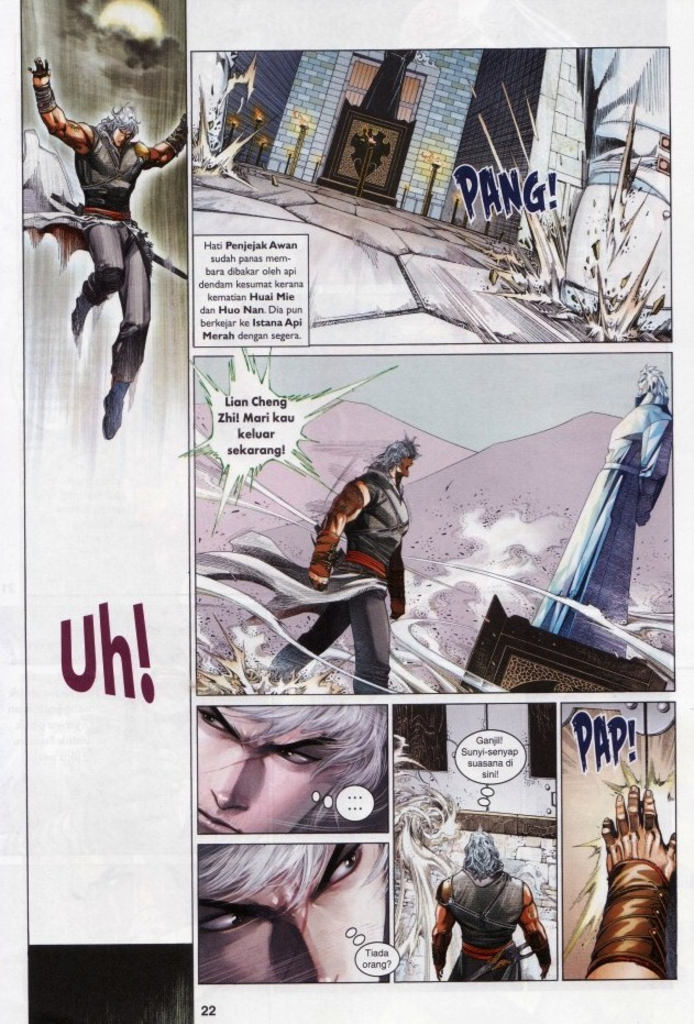 Uh!
PANG!
Hati Penjejak Awan
sudah panas mem-
bara dibakar oleh api
dendam kesumat kerana
kematian Huai Mie
dan Huo Nan. Dia pun
berkejar ke Istana Api
Merah dengan segera.
Lian Cheng
Zhi! Mari kau
keluar
sekarang!
...
...
Tiada
orang?
Ganjil!
Sunyi-senyap
suasana di
sini!
PAP!
22